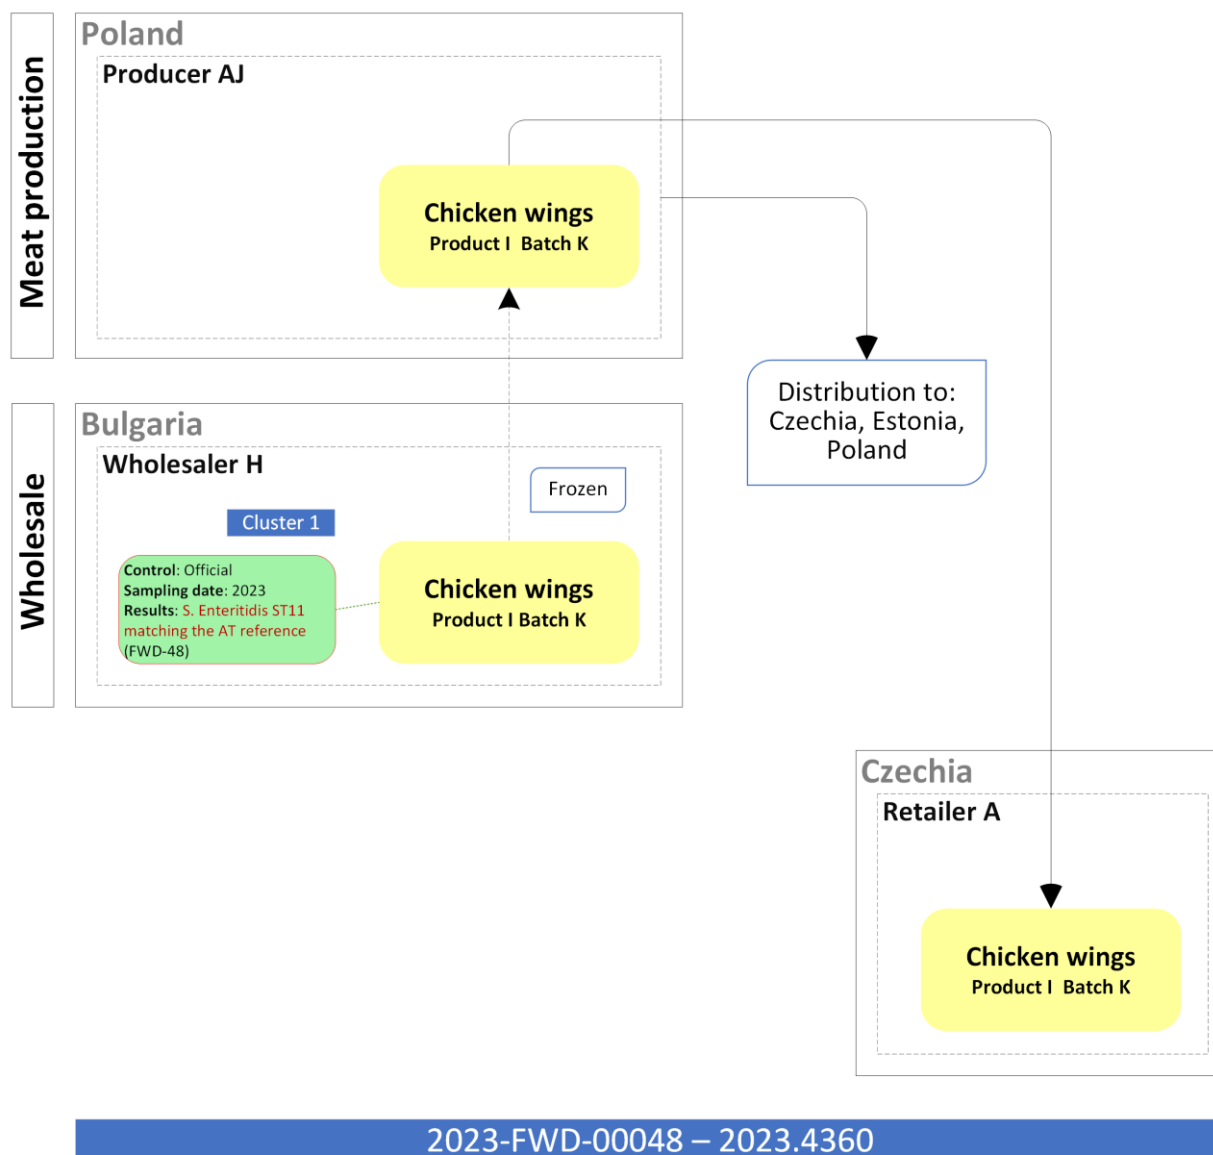 Meat production
Poland
Producer AJ
Chicken wings
Product I  Batch K
Distribution to:
Czechia, Estonia,
Poland
Wholesale
Bulgaria
Wholesaler H
Frozen
Cluster 1
Control: Official
Sampling date: 2023
Results: S. Enteritidis ST11
matching the AT reference
(FWD-48)
Chicken wings
Product I Batch K
Czechia
Retailer A
Chicken wings
Product I  Batch K
2023-FWD-00048 – 2023.4360